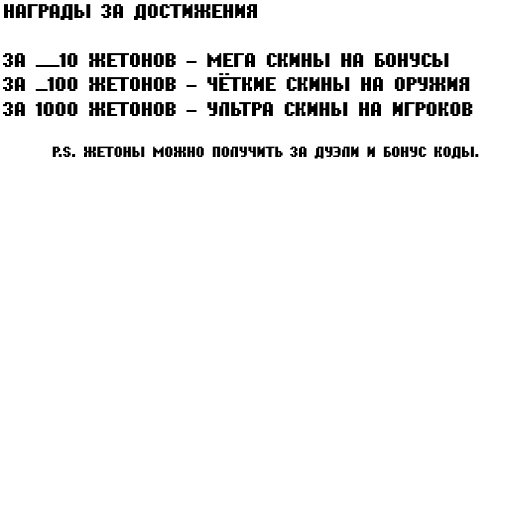 НАГРАДЫ ЗА ДОСТИЖЕНИЯ
ЗА __10 ЖЕТОНОВ - МЕГА СКИНЫ НА БОНУСЫ
ЗА _100 ЖЕТОНОВ - ЧЁТКИЕ СКИНЫ НА ОРУЖИЯ
ЗА 1000 ЖЕТОНОВ - УЛЬТРА СКИНЫ НА ИГРОКОВ
P.S. ЖЕТОНЫ МОЖНО ПОЛУЧИТЬ ЗА ДУЭЛИ И БОНУС КОДЫ.